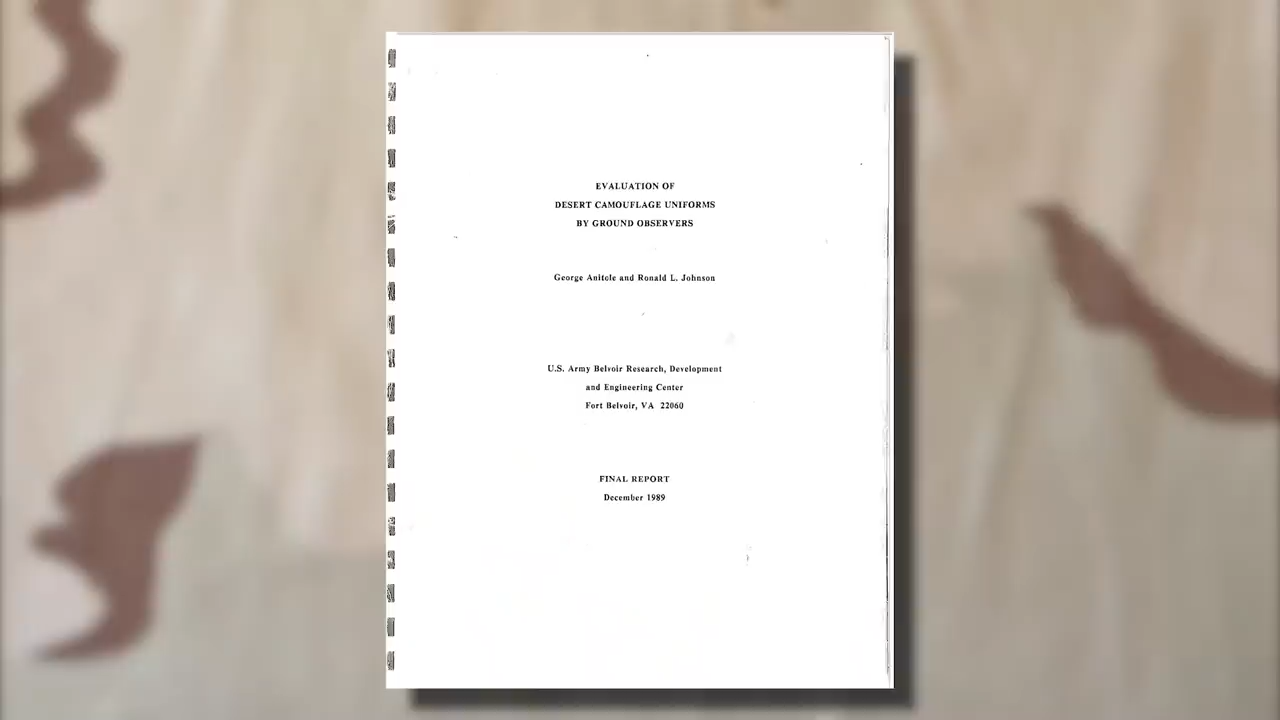 EVALUATION OF
DESERT CAMOUFLAGE UNIFORMS
BY GROUND OBSERVERS
George Anitole and Ronald L. Johnson
U.S. Army Belvoir Research, Development
and Engineering Center
Fort Belvoir, VA 22060
FINAL REPORT
December 1989